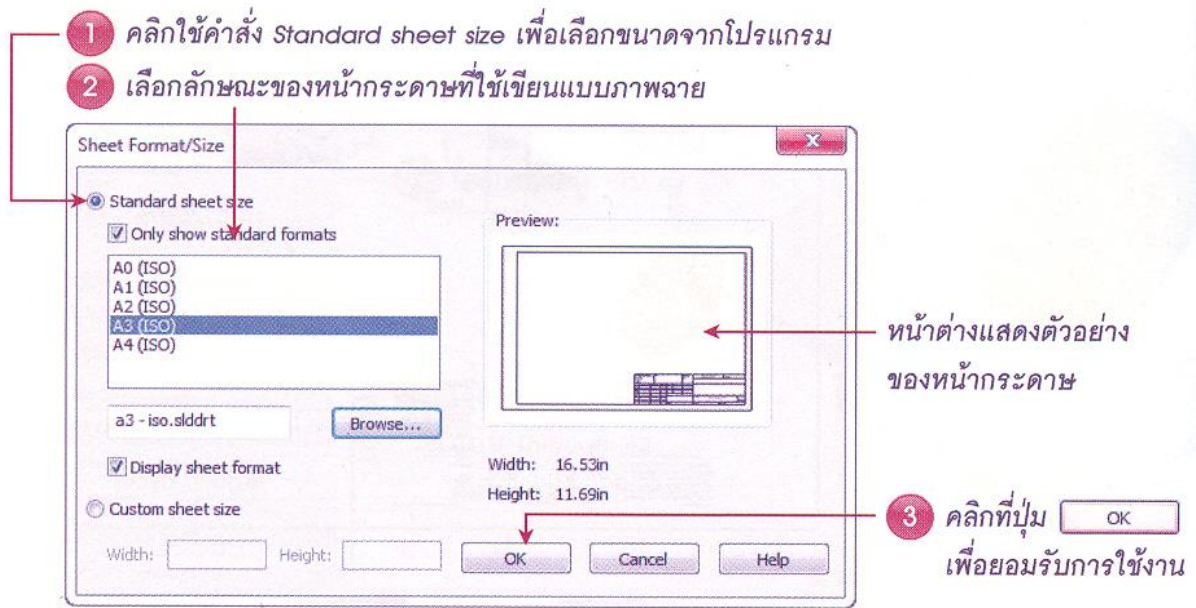 1 คลิกใช้คำสั่ง Standard sheet size เพื่อเลือกขนาดจากโปรแกรม
2 เลือกลักษณะของหน้ากระดาษที่ใช้เขียนแบบภาพฉาย
Sheet Format/Size
Standard sheet size
Only show standard formats
A0 (ISO)
A1 (ISO)
A2 (ISO)
A3 (ISO)
A4 (ISO)
a3 - iso.slddrt
Browse...
Display sheet format
Custom sheet size
Width:
Height:
Preview:
Width: 16.53in
Height: 11.69in
OK
Cancel
Help
หน้าต่างแสดงตัวอย่าง
ของหน้ากระดาษ
3 คลิกที่ปุ่ม OK
เพื่อยอมรับการใช้งาน